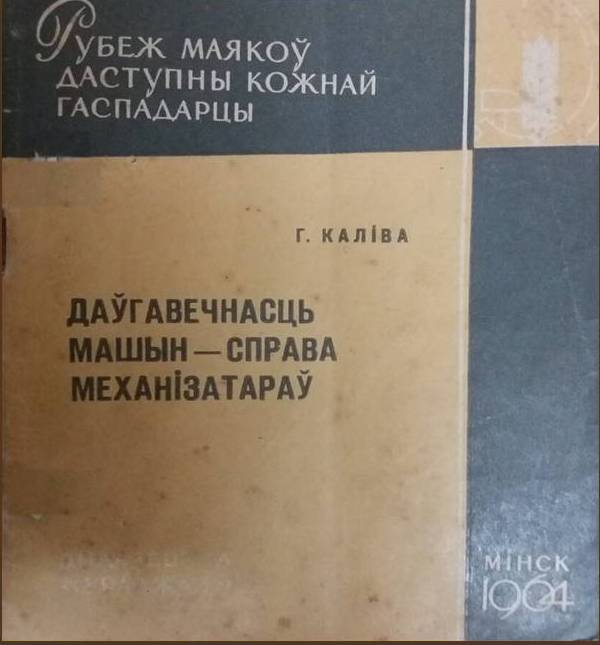 Рубеж маякоў
даступны кожнай
гаспадарцы
Г. КАЛІВА
ДАЎГАВЕЧНАСЦЬ
МАШЫН — СПРАВА
МЕХАНІЗАТАРАЎ
МІНСК
1964